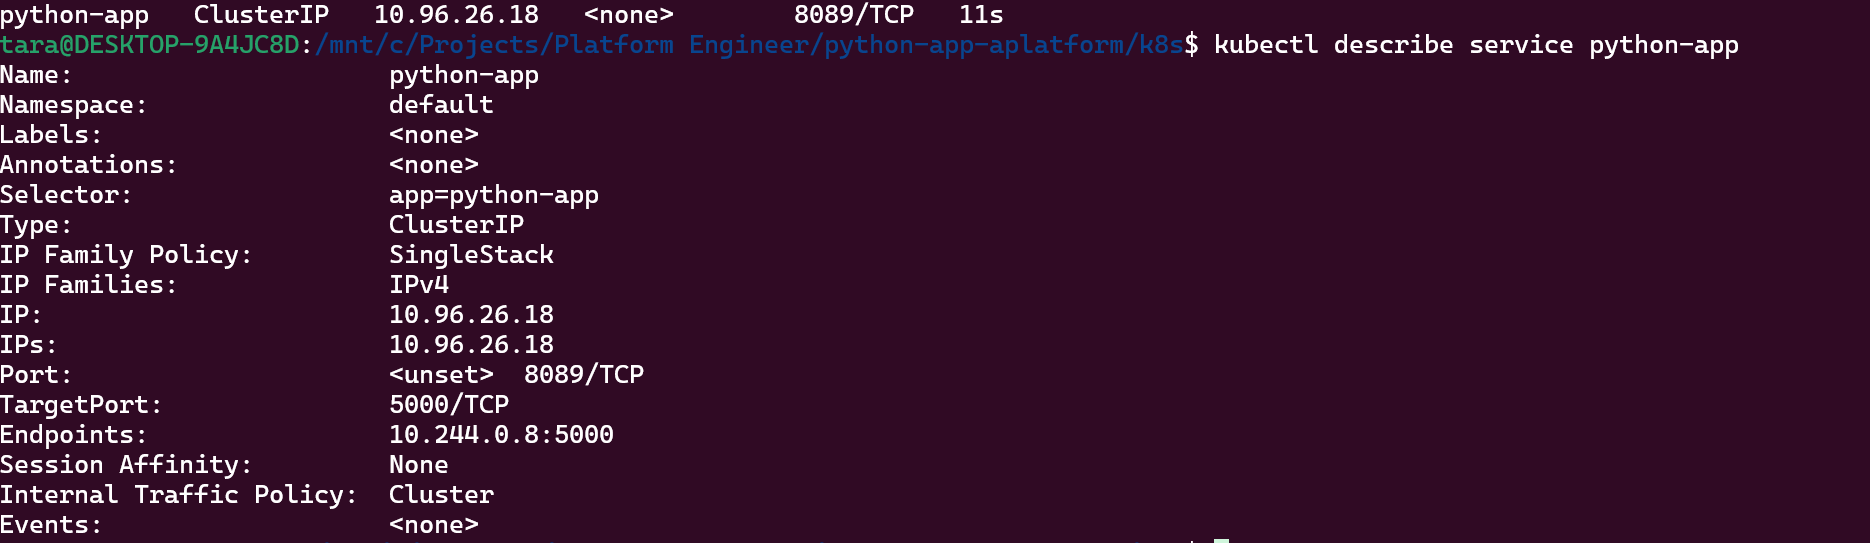 python-app   ClusterIP   10.96.26.18   <none>        8089/TCP   11s
tara@DESKTOP-9A4JC8D:/mnt/c/Projects/Platform Engineer/python-app-aplatform/k8s$ kubectl describe service python-app
Name:                     python-app
Namespace:                default
Labels:                   <none>
Annotations:              <none>
Selector:                 app=python-app
Type:                     ClusterIP
IP Family Policy:         SingleStack
IP Families:              IPv4
IP:                       10.96.26.18
IPs:                      10.96.26.18
Port:                     <unset>  8089/TCP
TargetPort:               5000/TCP
Endpoints:                10.244.0.8:5000
Session Affinity:         None
Internal Traffic Policy:  Cluster
Events:                   <none>